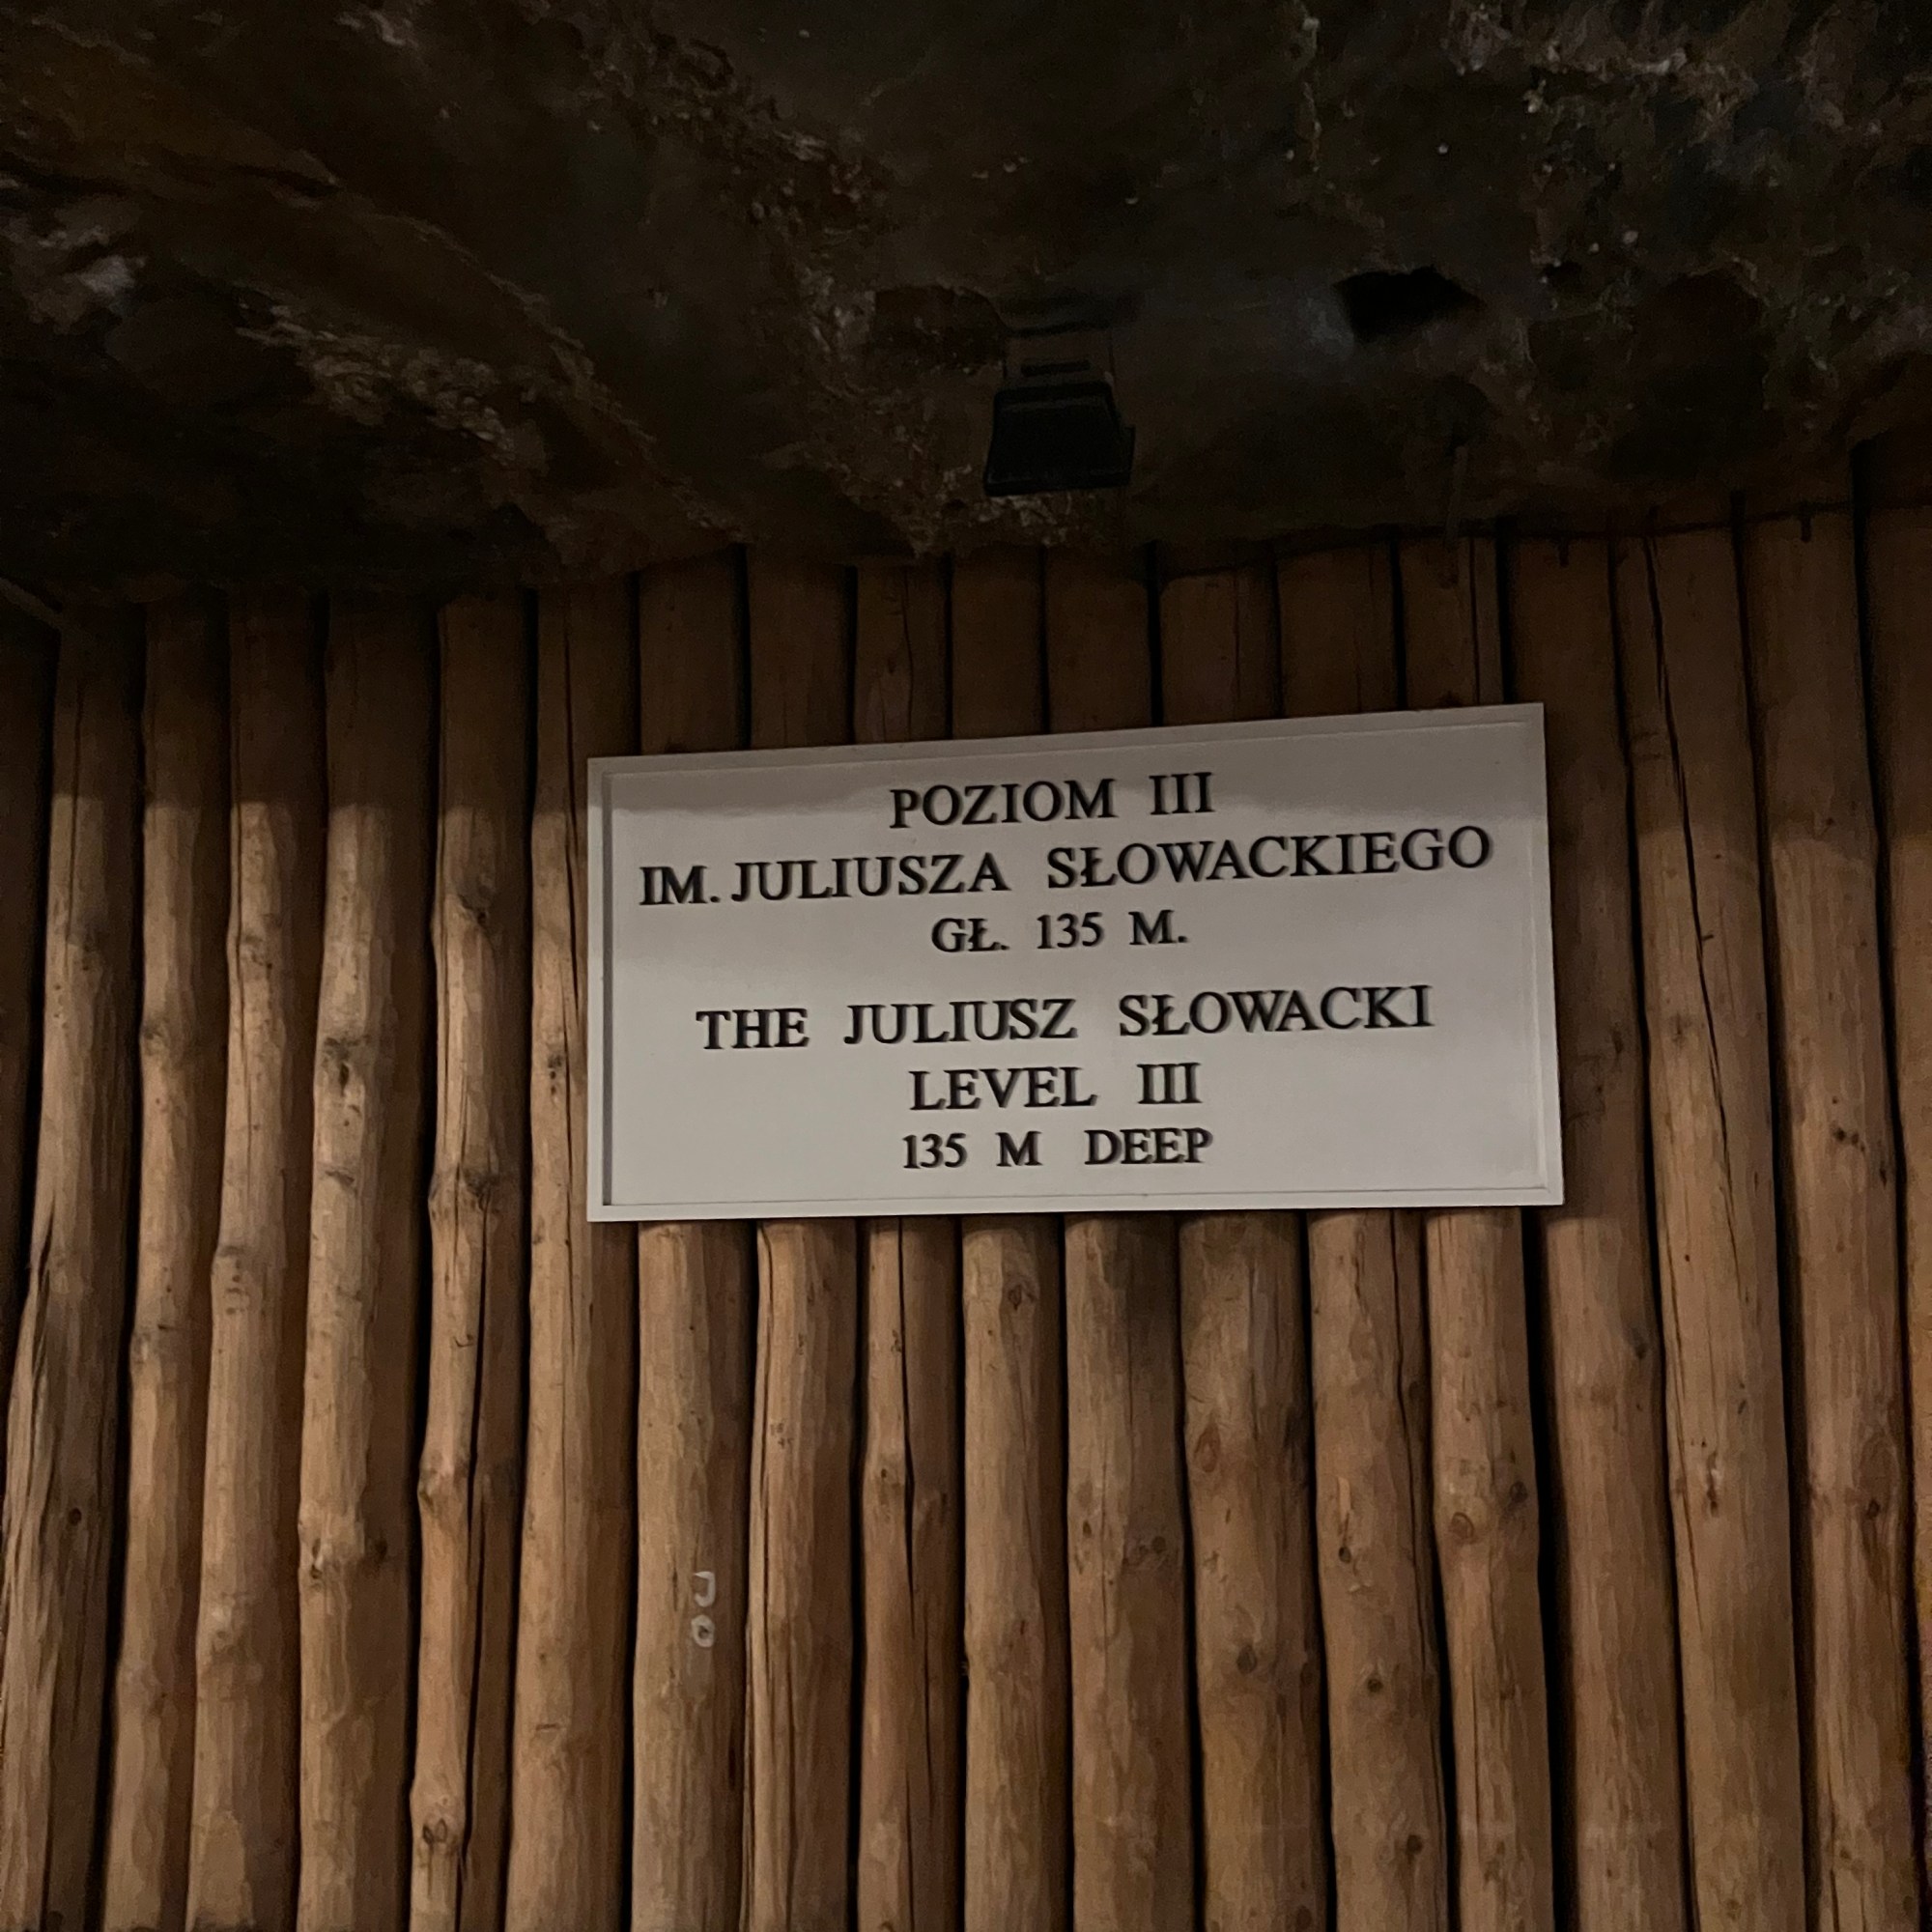 POZIOM III
IM. JULIUSZA SŁOWACKIEGO
GŁ. 135 M.
THE JULIUSZ SŁOWACKI
LEVEL III
135 M DEEP